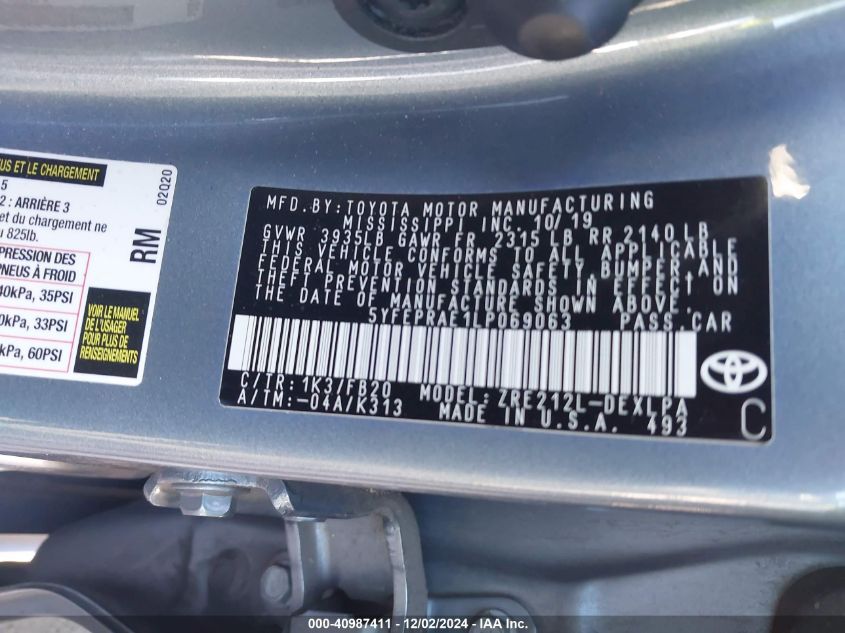 US ET LE CHARGEMENT
5
2 : ARRIÈRE 3
et du chargement ne
825lb.
PRESSION DES
PNEUS À FROID
40kPa, 35PSI
0kPa, 33PSI
kPa, 60PSI
VOIR LE MANUEL
DE L'USAGER
POUR PLUS DE
RENSEIGNEMENTS
RM
02020
MFD. BY: TOYOTA MOTOR MANUFACTURING
MISSISSIPPI INC. 10/19
GVWR 3935LB GAWR FR 2315 LB RR 2140 LB
THIS VEHICLE CONFORMS TO ALL APPLICABLE
FEDERAL MOTOR VEHICLE SAFETY, BUMPER, AND
THEFT PREVENTION STANDARDS IN EFFECT ON
THE DATE OF MANUFACTURE SHOWN ABOVE.
5YFEPRAE1LP069063 PASS. CAR
C/TR: 1K3/FB20 MODEL: ZRE212L-DEXLPA
A/TM: -04A/K313 MADE IN U.S.A. 493
C
000-40987411 - 12/02/2024 - IAA Inc.